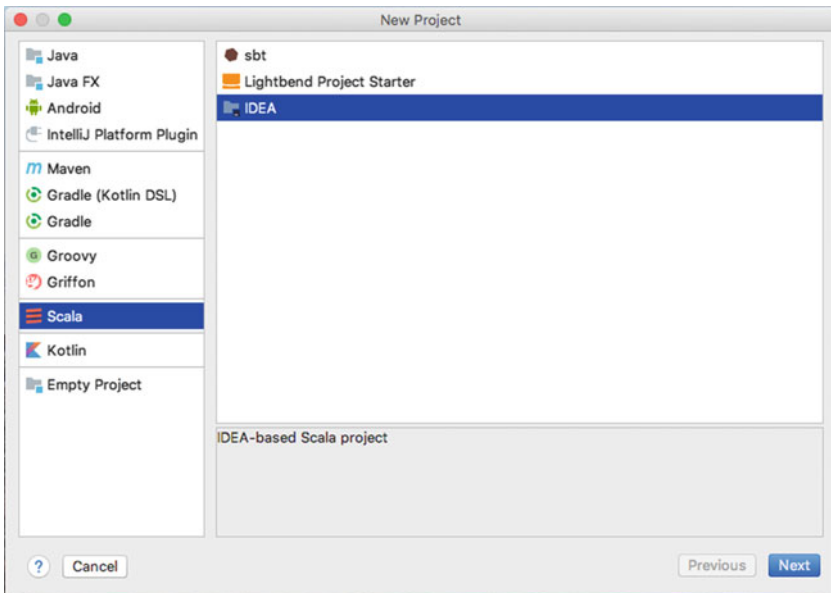 New Project
Java
Java FX
Android
IntelliJ Platform Plugin
Maven
Gradle (Kotlin DSL)
Gradle
Groovy
Griffon
Scala
Kotlin
Empty Project
sbt
Lightbend Project Starter
IDEA
IDEA-based Scala project
?
Cancel
Previous
Next